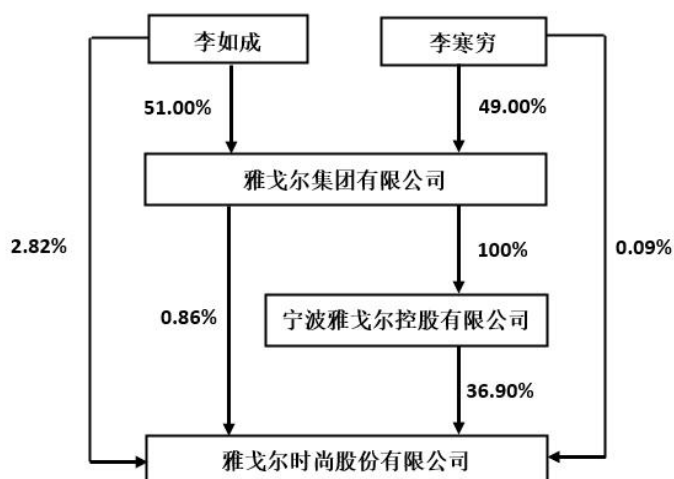 李如成
李寒穷
51.00%
49.00%
雅戈尔集团有限公司
2.82%
100%
0.09%
0.86%
宁波雅戈尔控股有限公司
36.90%
雅戈尔时尚股份有限公司